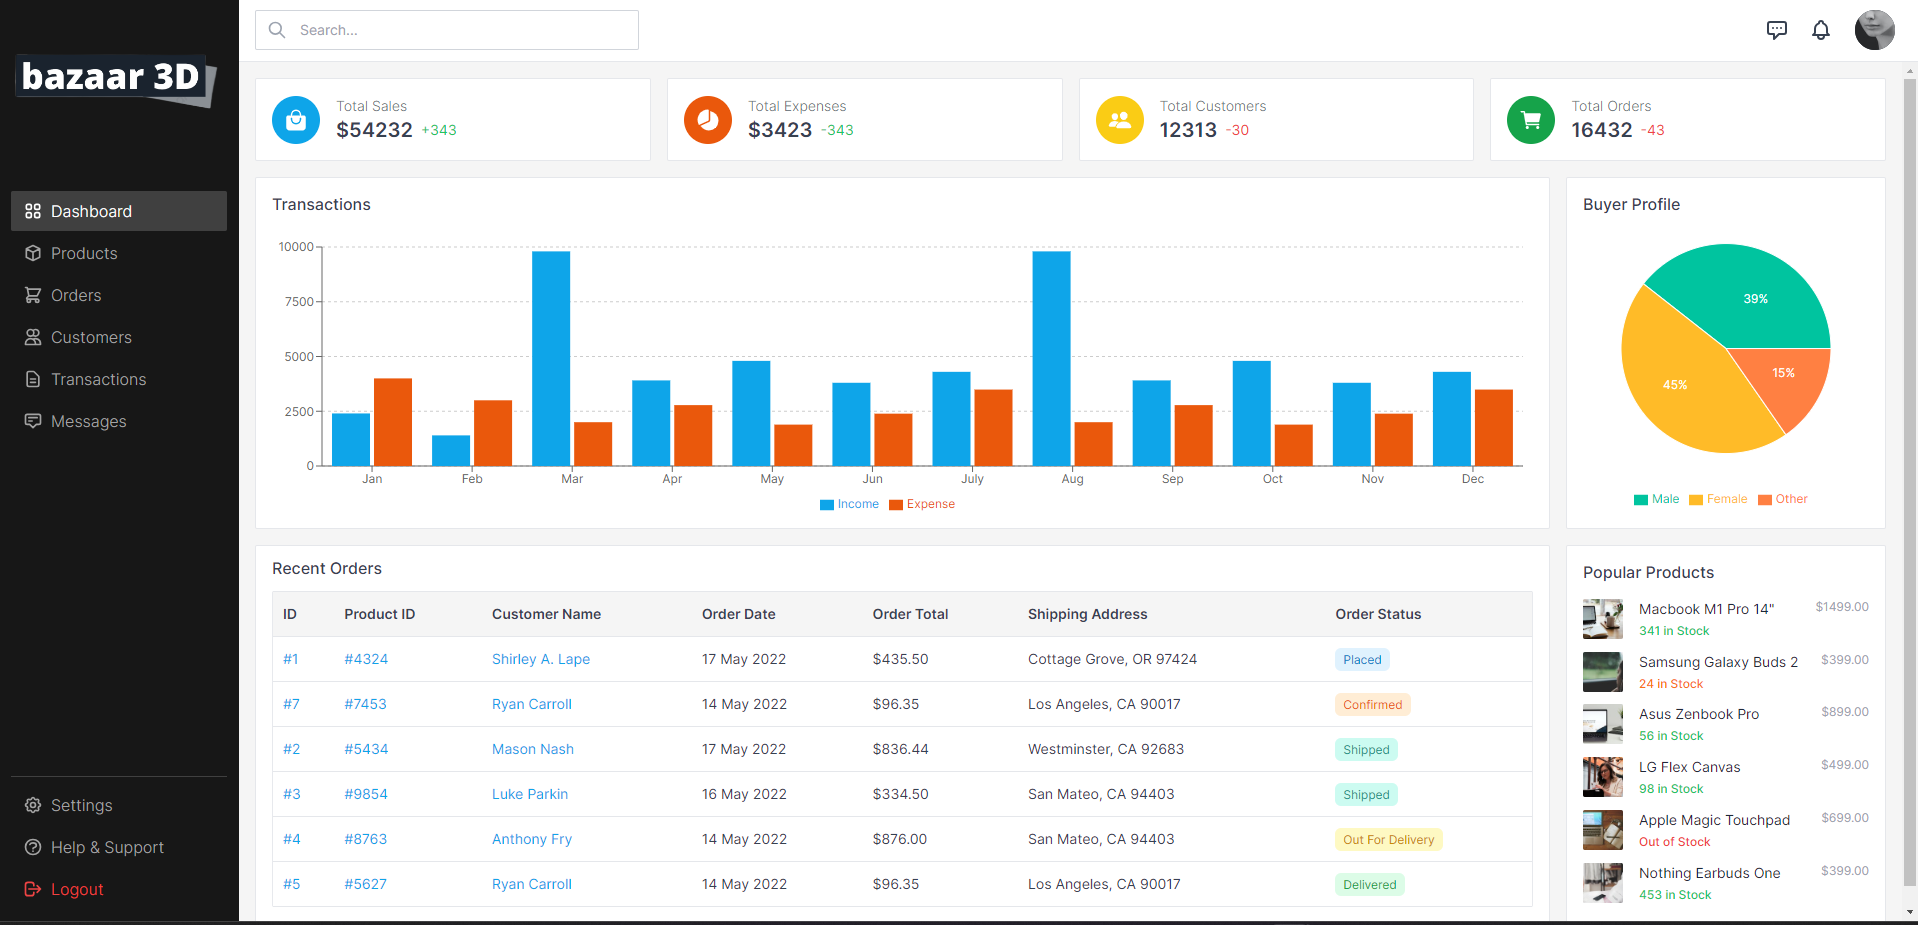 bazaar 3D
Dashboard
Products
Orders
Customers
Transactions
Messages
Settings
Help & Support
Logout
Search...
Total Sales
$54232 +343
Total Expenses
$3423 -343
Total Customers
12313 -30
Total Orders
16432 -43
Transactions
10000
7500
5000
2500
0
Jan Feb Mar Apr May Jun July Aug Sep Oct Nov Dec
Income Expense
Buyer Profile
39%
45%
15%
Male Female Other
Recent Orders
ID Product ID Customer Name Order Date Order Total Shipping Address Order Status
#1 #4324 Shirley A. Lape 17 May 2022 $435.50 Cottage Grove, OR 97424 Placed
#7 #7453 Ryan Carroll 14 May 2022 $96.35 Los Angeles, CA 90017 Confirmed
#2 #5434 Mason Nash 17 May 2022 $836.44 Westminster, CA 92683 Shipped
#3 #9854 Luke Parkin 16 May 2022 $334.50 San Mateo, CA 94403 Shipped
#4 #8763 Anthony Fry 14 May 2022 $876.00 San Mateo, CA 94403 Out For Delivery
#5 #5627 Ryan Carroll 14 May 2022 $96.35 Los Angeles, CA 90017 Delivered
Popular Products
Macbook M1 Pro 14" $1499.00
341 in Stock
Samsung Galaxy Buds 2 $399.00
24 in Stock
Asus Zenbook Pro $899.00
56 in Stock
LG Flex Canvas $499.00
98 in Stock
Apple Magic Touchpad $699.00
Out of Stock
Nothing Earbuds One $399.00
453 in Stock